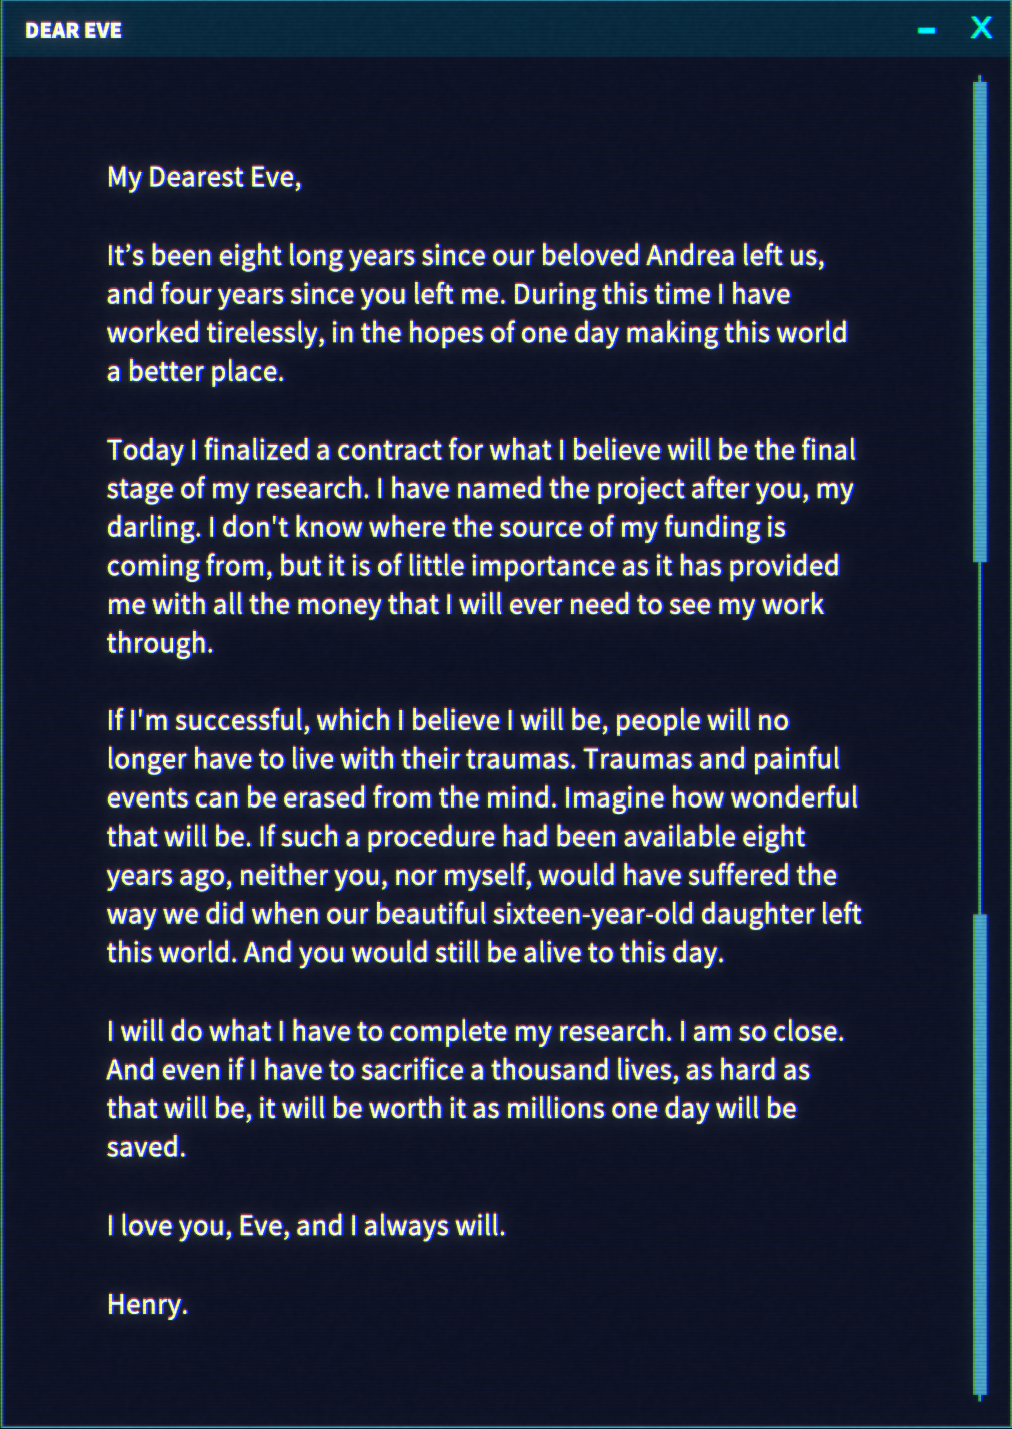 DEAR EVE
My Dearest Eve,
It’s been eight long years since our beloved Andrea left us,
and four years since you left me. During this time I have
worked tirelessly, in the hopes of one day making this world
a better place.
Today I finalized a contract for what I believe will be the final
stage of my research. I have named the project after you, my
darling. I don't know where the source of my funding is
coming from, but it is of little importance as it has provided
me with all the money that I will ever need to see my work
through.
If I'm successful, which I believe I will be, people will no
longer have to live with their traumas. Traumas and painful
events can be erased from the mind. Imagine how wonderful
that will be. If such a procedure had been available eight
years ago, neither you, nor myself, would have suffered the
way we did when our beautiful sixteen-year-old daughter left
this world. And you would still be alive to this day.
I will do what I have to complete my research. I am so close.
And even if I have to sacrifice a thousand lives, as hard as
that will be, it will be worth it as millions one day will be
saved.
I love you, Eve, and I always will.
Henry.